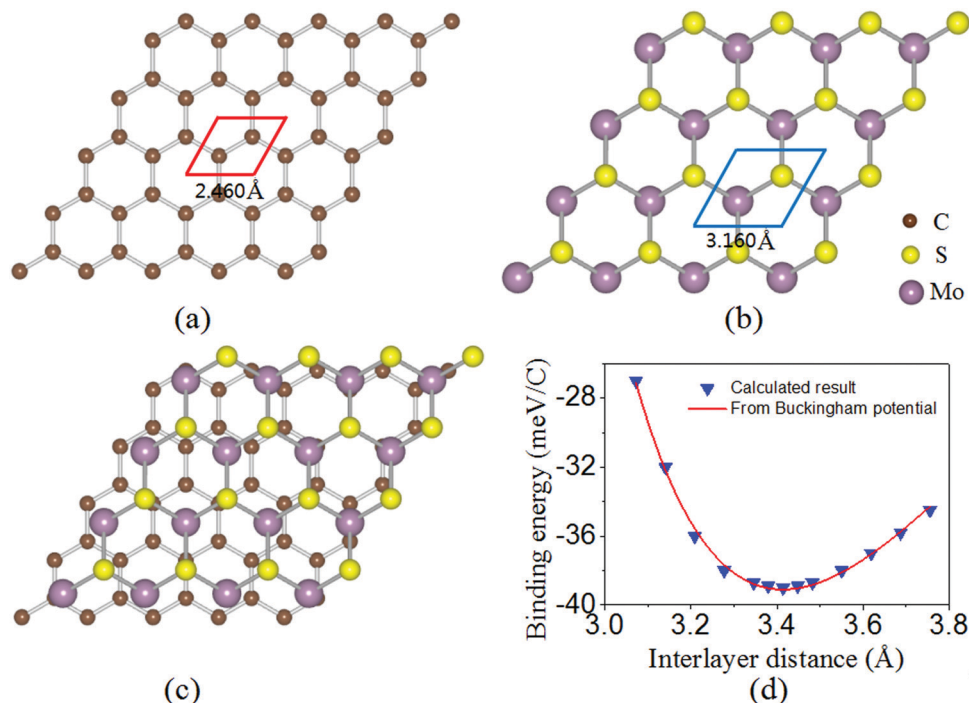 2.460Å
(a)
3.160Å
C
S
Mo
(b)
(c)
Binding energy (meV/C)
-28
-32
-36
-40
Calculated result
From Buckingham potential
3.0 3.2 3.4 3.6 3.8
Interlayer distance (Å)
(d)